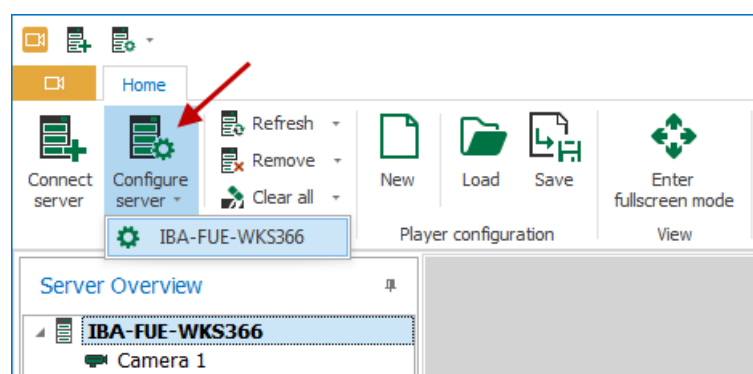 Home
Connect
server
Configure
server
Refresh
Remove
Clear all
New
Load
Save
Enter
fullscreen mode
IBA-FUE-WKS366
Player configuration
View
Server Overview
IBA-FUE-WKS366
Camera 1